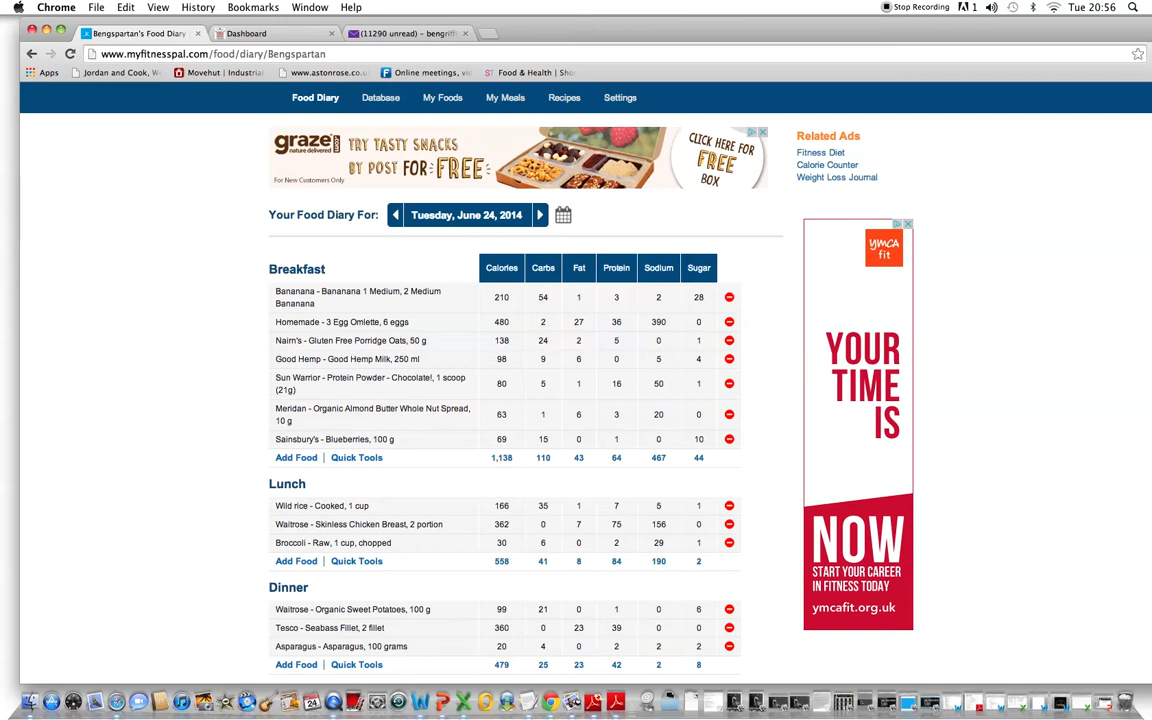 Chrome File Edit View History Bookmarks Window Help Stop Recording 1 Tue 20:56
Bengspartan's Food Diary Dashboard (11290 unread) - bengriff
www.myfitnesspal.com/food/diary/Bengspartan
Apps Jordan and Cook, W Movehut | Industrial www.astonrose.co.u Online meetings, vi ST Food & Health | Sho
Food Diary Database My Foods My Meals Recipes Settings
graze nature delivered
TRY TASTY SNACKS
BY POST FOR FREE
For New Customers Only
CLICK HERE FOR
FREE
BOX
Related Ads
Fitness Diet
Calorie Counter
Weight Loss Journal
Your Food Diary For: Tuesday, June 24, 2014
Breakfast Calories Carbs Fat Protein Sodium Sugar
Bananana - Bananana 1 Medium, 2 Medium
Bananana 210 54 1 3 2 28
Homemade - 3 Egg Omlette, 6 eggs 480 2 27 36 390 0
Nairn's - Gluten Free Porridge Oats, 50 g 138 24 2 5 0 1
Good Hemp - Good Hemp Milk, 250 ml 98 9 6 0 5 4
Sun Warrior - Protein Powder - Chocolate!, 1 scoop
(21g) 80 5 1 16 50 1
Meridan - Organic Almond Butter Whole Nut Spread,
10 g 63 1 6 3 20 0
Sainsbury's - Blueberries, 100 g 69 15 0 1 0 10
Add Food | Quick Tools 1,138 110 43 64 467 44
Lunch
Wild rice - Cooked, 1 cup 166 35 1 7 5 1
Waitrose - Skinless Chicken Breast, 2 portion 362 0 7 75 156 0
Broccoli - Raw, 1 cup, chopped 30 6 0 2 29 1
Add Food | Quick Tools 558 41 8 84 190 2
Dinner
Waitrose - Organic Sweet Potatoes, 100 g 99 21 0 1 0 6
Tesco - Seabass Fillet, 2 fillet 360 0 23 39 0 0
Asparagus - Asparagus, 100 grams 20 4 0 2 2 2
Add Food | Quick Tools 479 25 23 42 2 8
ymca
fit
YOUR
TIME
IS
NOW
START YOUR CAREER
IN FITNESS TODAY
ymcafit.org.uk
24